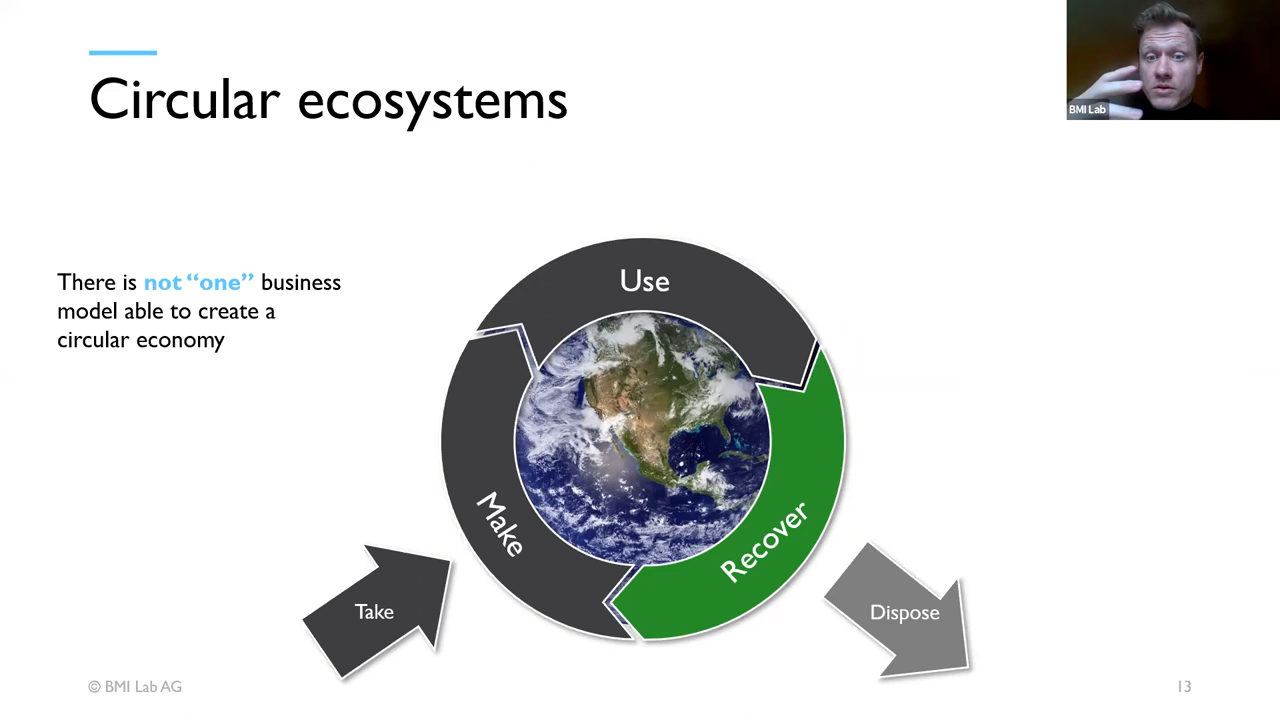 Circular ecosystems
BMI Lab
There is not “one” business
model able to create a
circular economy
Use
Make
Recover
Take
Dispose
© BMI Lab AG
13